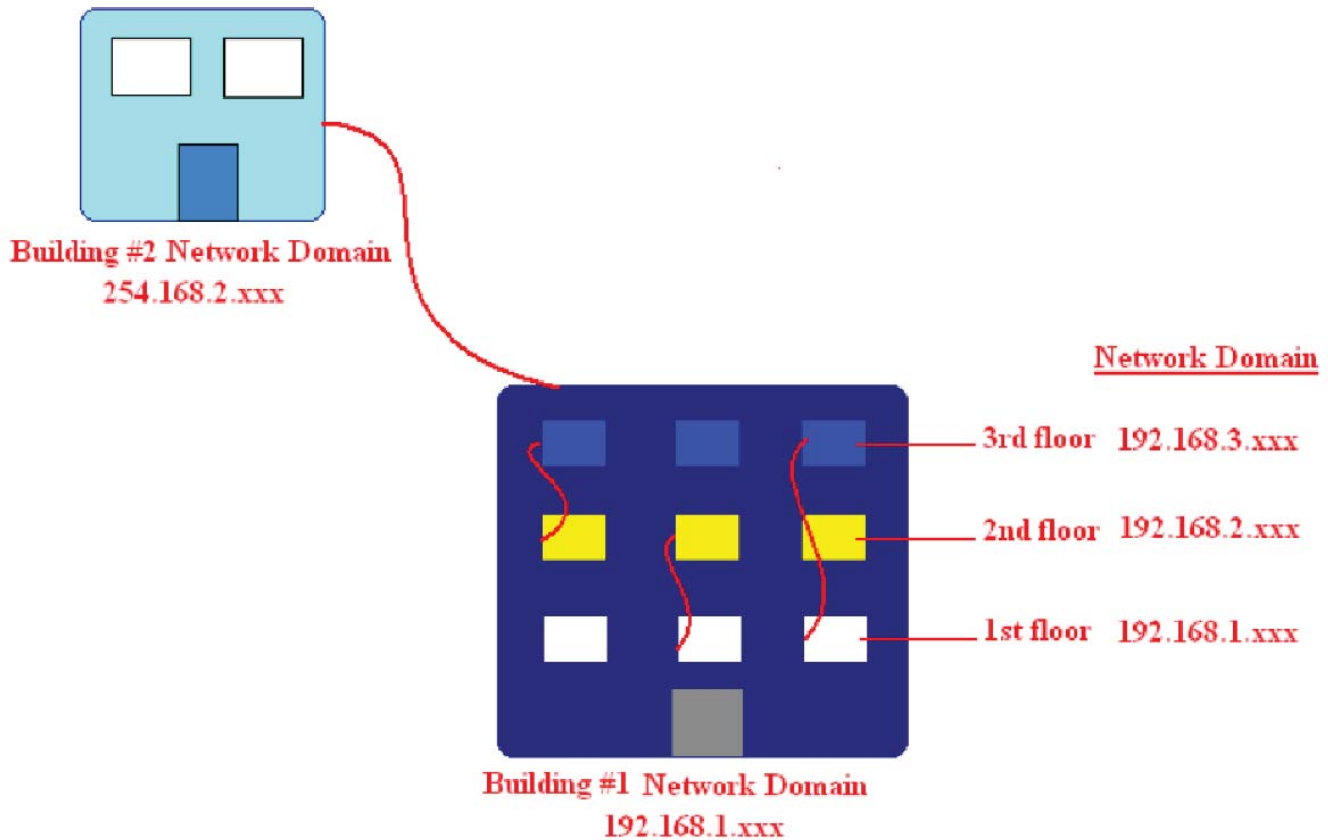 Building #2 Network Domain
254.168.2.xxx
Network Domain
3rd floor 192.168.3.xxx
2nd floor 192.168.2.xxx
1st floor 192.168.1.xxx
Building #1 Network Domain
192.168.1.xxx